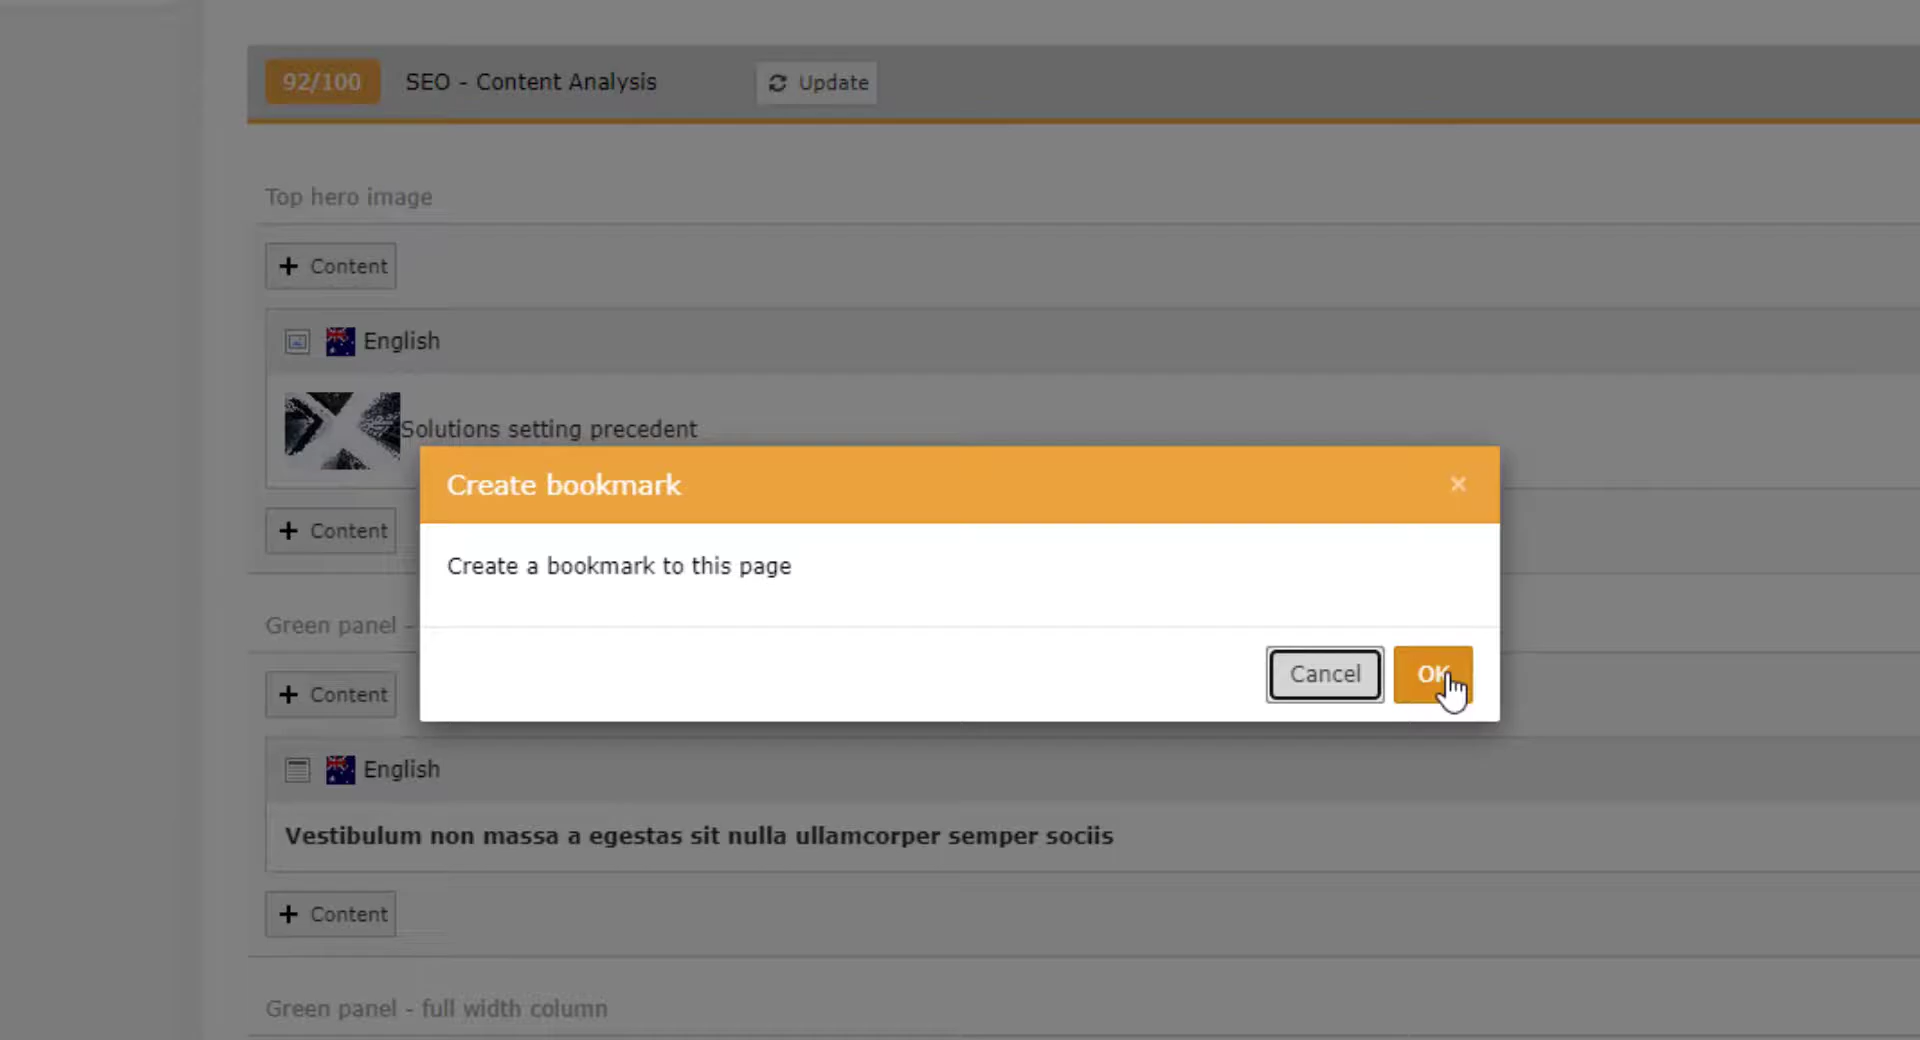 92/100 SEO - Content Analysis Update
Top hero image
+ Content
English
Solutions setting precedent
Create bookmark ×
+ Content
Create a bookmark to this page
Green panel -
Cancel OK
+ Content
English
Vestibulum non massa a egestas sit nulla ullamcorper semper sociis
+ Content
Green panel - full width column